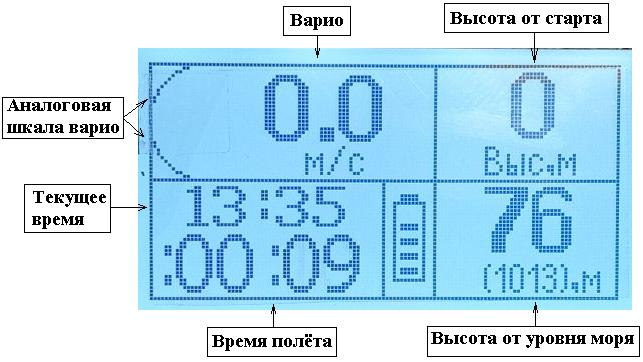 Варио
Высота от старта
Аналоговая
шкала варио
0.0
м/с
0
Выс.м
Текущее
время
13:35
:00:09
76
(1013).м
Время полёта
Высота от уровня моря